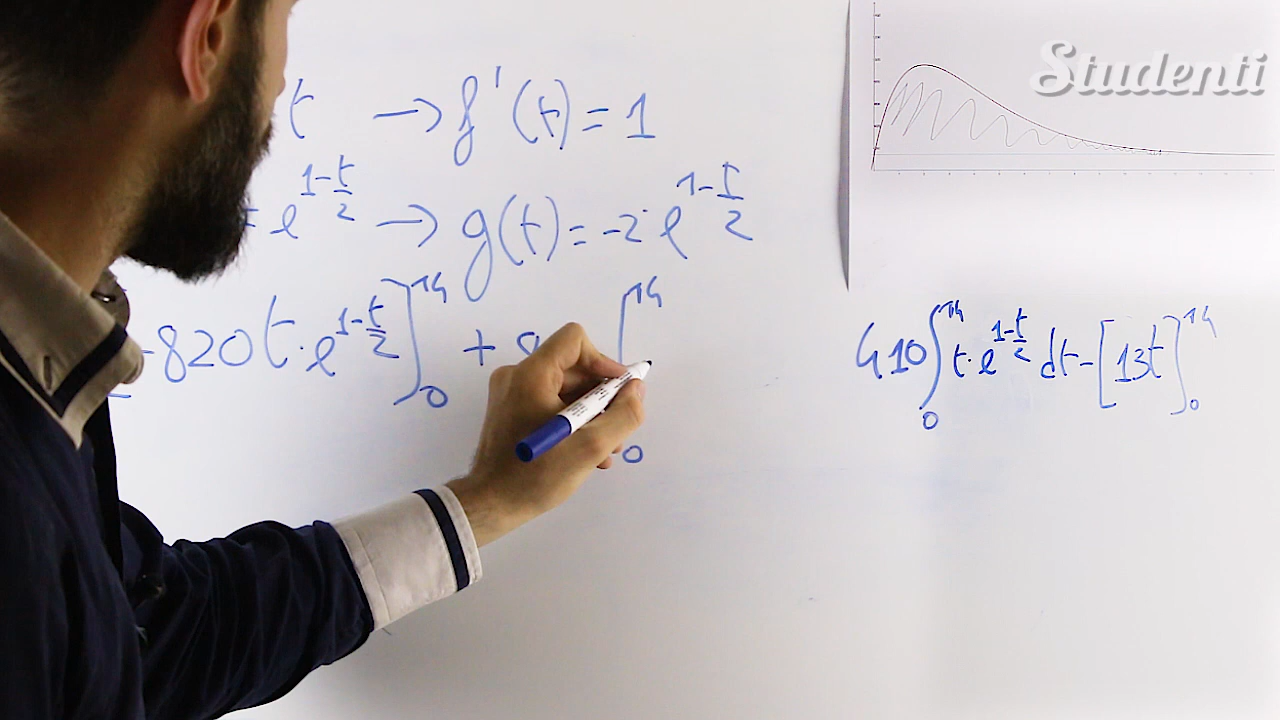 Studenti
t → f'(t) = 1
= e^{1-t/2} → g(t) = -2·e^{1-t/2}
-820t·e^{1-t/2}]_0^{14} + 8 ∫_0^{14}
410∫_0^{14} t·e^{1-t/2} dt - [13t]_0^{14}